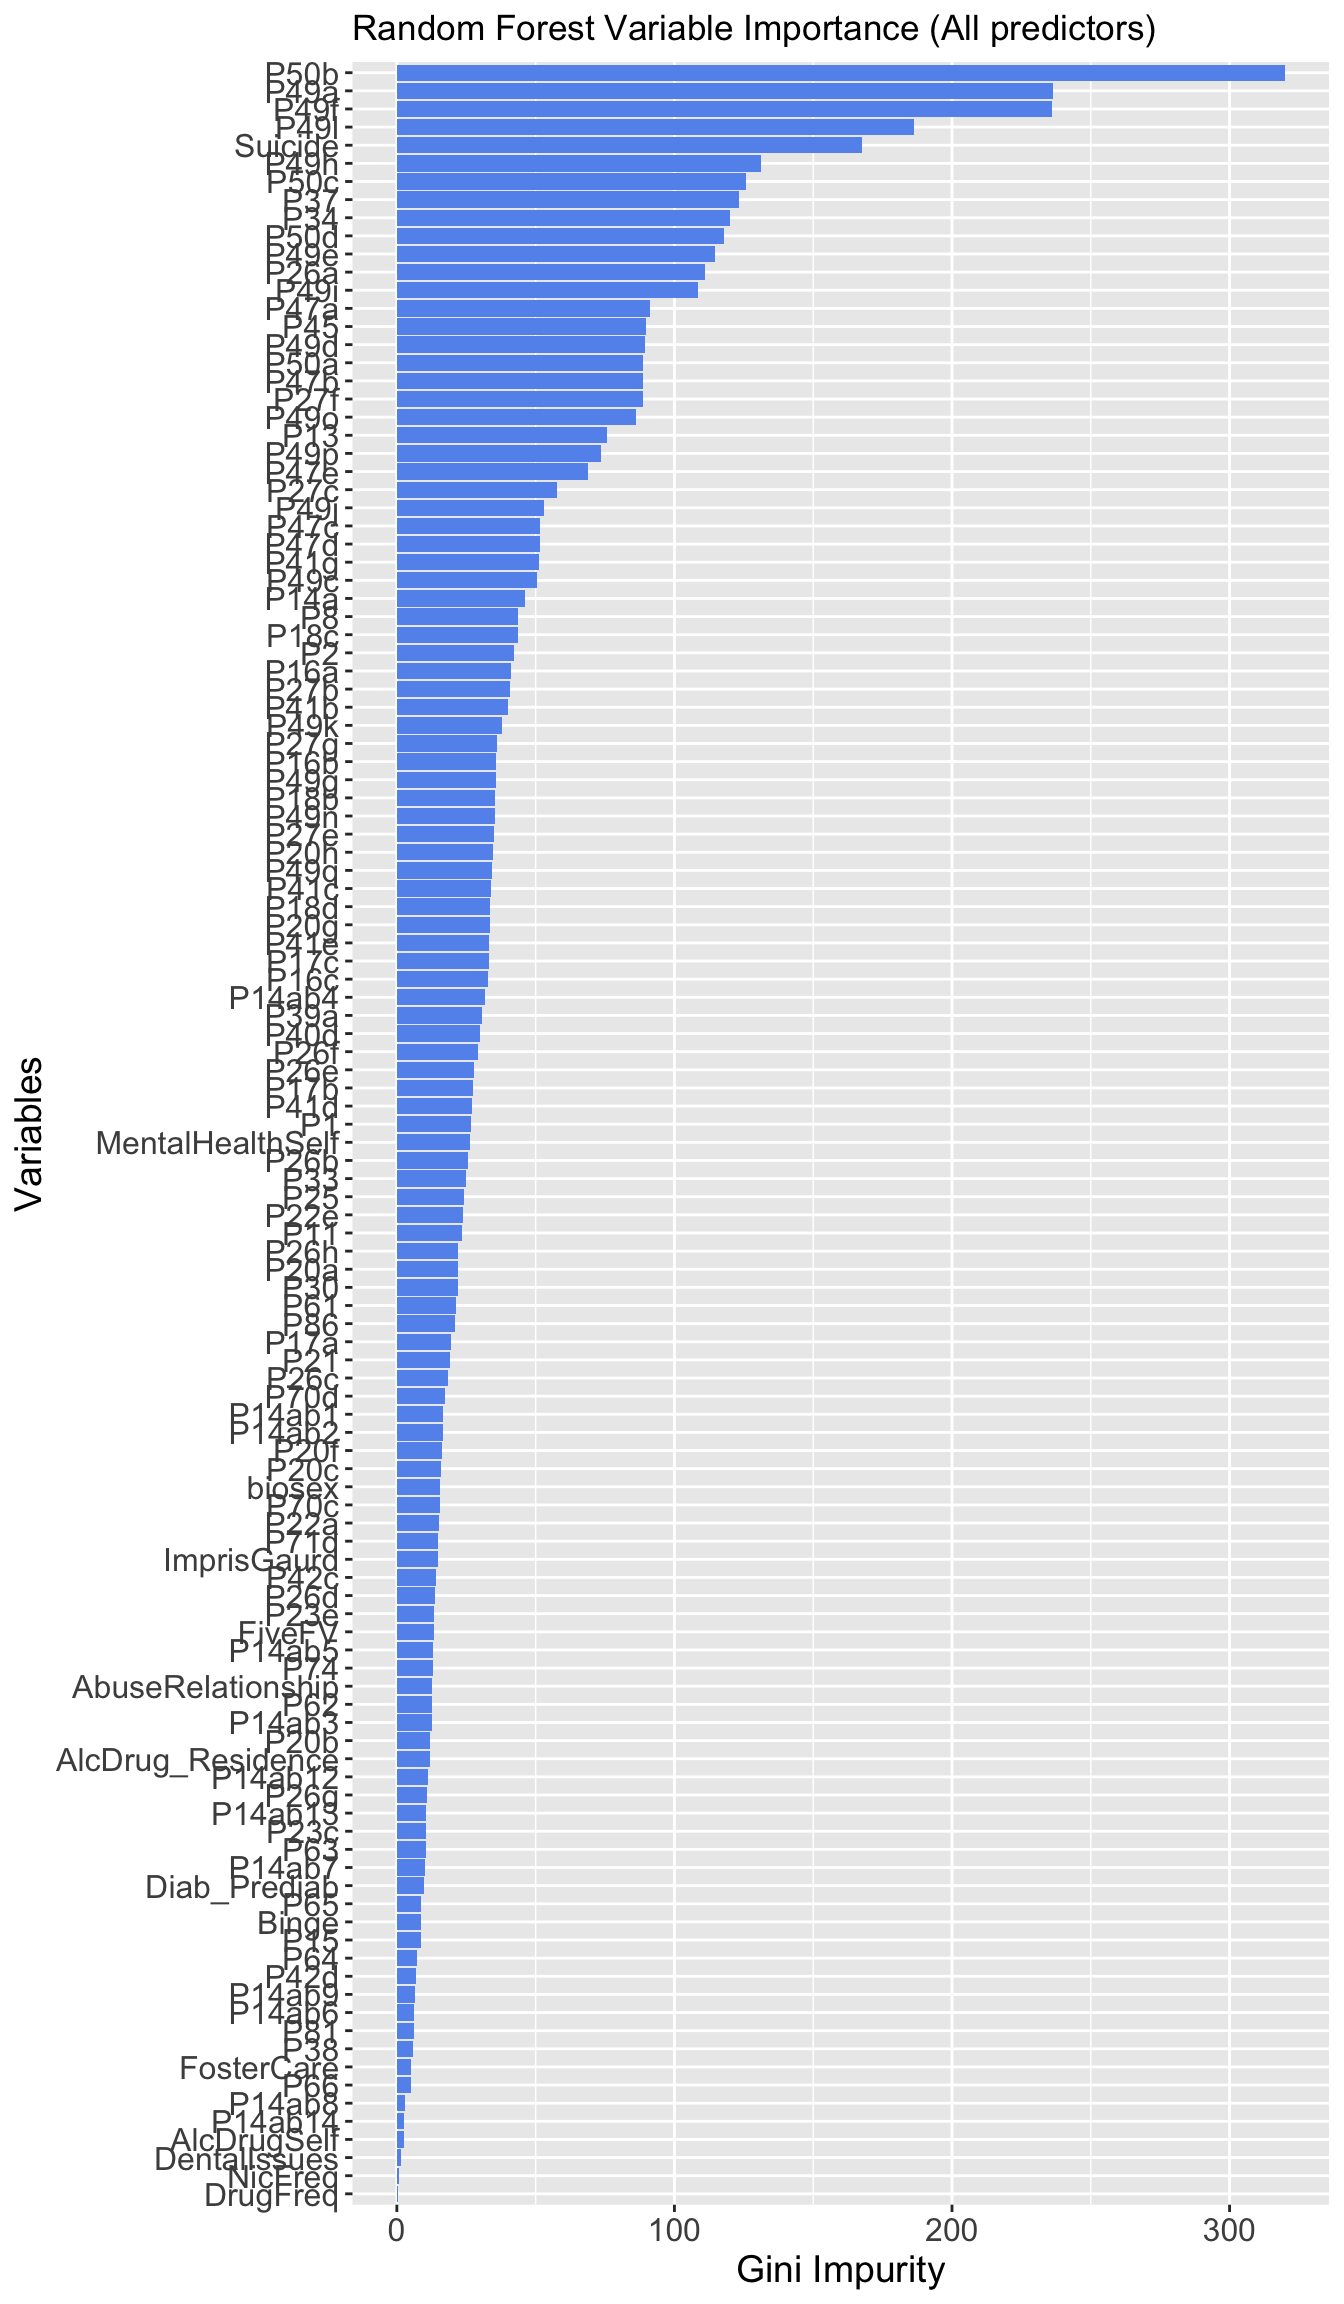 Random Forest Variable Importance (All predictors)
P50b
P49a
P49f
P49l
Suicide
P49h
P50c
P37
P34
P50d
P49e
P26a
P49i
P47a
P45
P49d
P50a
P47b
P27f
P49o
P13
P49p
P47e
P27c
P49j
P47c
P47d
P41g
P49c
P14a
P8
P18c
P2
P16a
P27b
P41b
P49k
P27g
P16b
P49g
P18b
P49n
P27e
P20h
P49q
P41c
P18d
P20g
P41e
P17c
P16c
P14ab4
P39a
P40d
P26f
P26e
P17b
P41d
P1
MentalHealthSelf
P26b
P33
P25
P22e
P11
P26h
P20a
P30
P61
P86
P17a
P21
P26c
P70d
P14ab1
P14ab2
P20f
P20c
biosex
P70c
P22a
P71d
ImprisGaurd
P42c
P26d
P23e
FiveFV
P14ab5
P74
AbuseRelationship
P62
P14ab3
P20b
AlcDrug_Residence
P14ab12
P26g
P14ab13
P23c
P63
P14ab7
Diab_Prediab
P65
Binge
P15
P64
P42d
P14ab9
P14ab6
P81
P38
FosterCare
P66
P14ab8
P14ab14
AlcDrugSelf
DentalIssues
NicFreq
DrugFreq
Variables
0 100 200 300
Gini Impurity